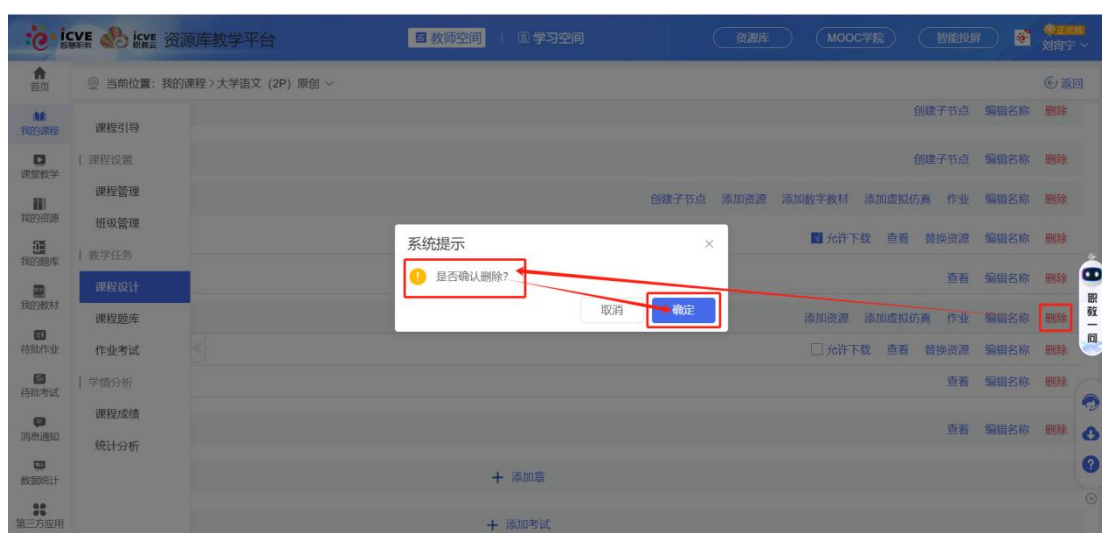 icve 智慧职教 icve 职教云 资源库教学平台 教师空间 学习空间 资源库 MOOC学院 智能投屏 正式版 刘宵宁
首页 当前位置：我的课程 > 大学语文 (2P) 原创 返回
创建子节点 编辑名称 删除
我的课程 课程引导
课程设置 创建子节点 编辑名称 删除
课堂教学
课程管理 创建子节点 添加资源 添加数字教材 添加虚拟仿真 作业 编辑名称 删除
我的资源 班级管理
系统提示 × 允许下载 查看 替换资源 编辑名称 删除
我的题库 教学任务
是否确认删除? 查看 编辑名称 删除
课程设计
我的教材
取消 确定 职教一问
课程题库 添加资源 添加虚拟仿真 作业 编辑名称 删除
待批作业 作业考试 允许下载 查看 替换资源 编辑名称 删除
学情分析 查看 编辑名称 删除
待批考试
课程成绩
消息通知 查看 编辑名称 删除
统计分析
数据统计 + 添加章
第三方应用 + 添加考试